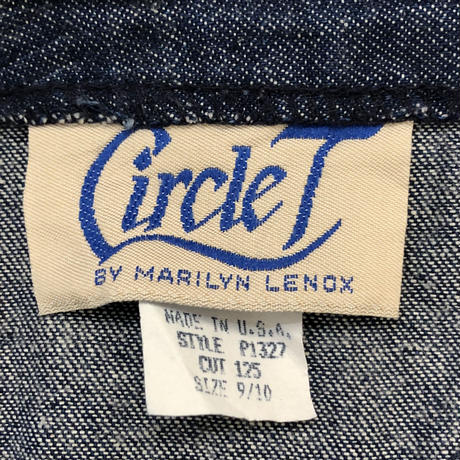 Circle T
BY MARILYN LENOX
MADE IN U.S.A.
STYLE P1327
CUT 125
SIZE 9/10